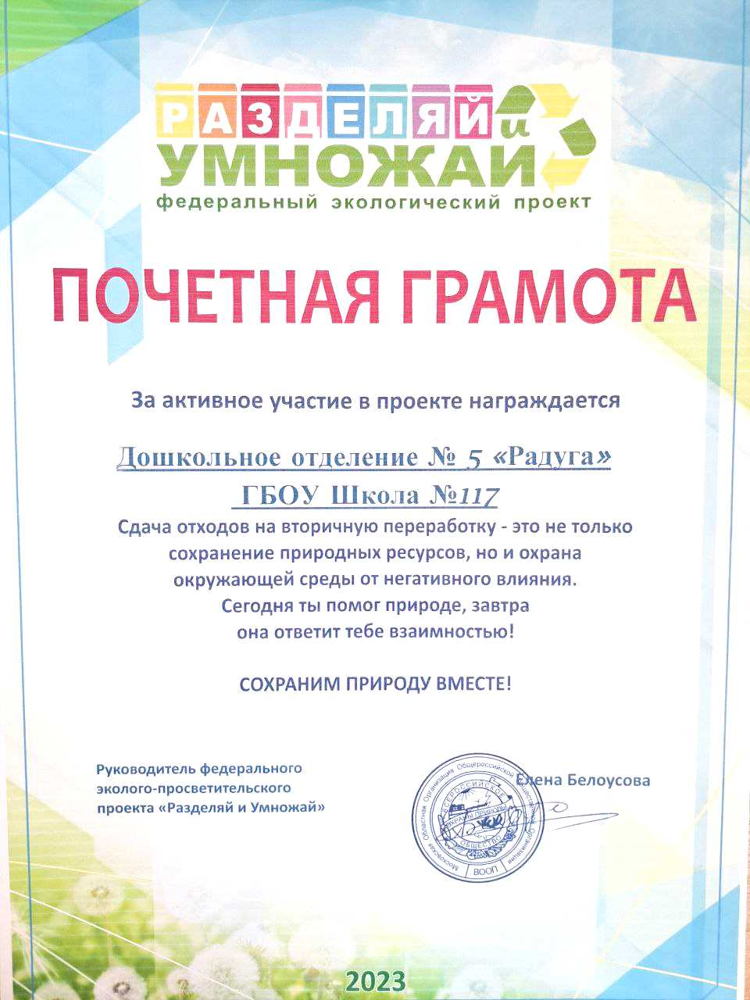 РАЗДЕЛЯЙ и
УМНОЖАЙ
федеральный экологический проект
ПОЧЕТНАЯ ГРАМОТА
За активное участие в проекте награждается
Дошкольное отделение № 5 «Радуга»
ГБОУ Школа №117
Сдача отходов на вторичную переработку - это не только
сохранение природных ресурсов, но и охрана
окружающей среды от негативного влияния.
Сегодня ты помог природе, завтра
она ответит тебе взаимностью!
СОХРАНИМ ПРИРОДУ ВМЕСТЕ!
Руководитель федерального
эколого-просветительского
проекта «Разделяй и Умножай»
Елена Белоусова
Московская Областная Организация Общероссийской Общественной Организации
ВСЕРОССИЙСКОЕ
ОХРАНЫ ПРИРОДЫ
ОБЩЕСТВО
ВООП
2023